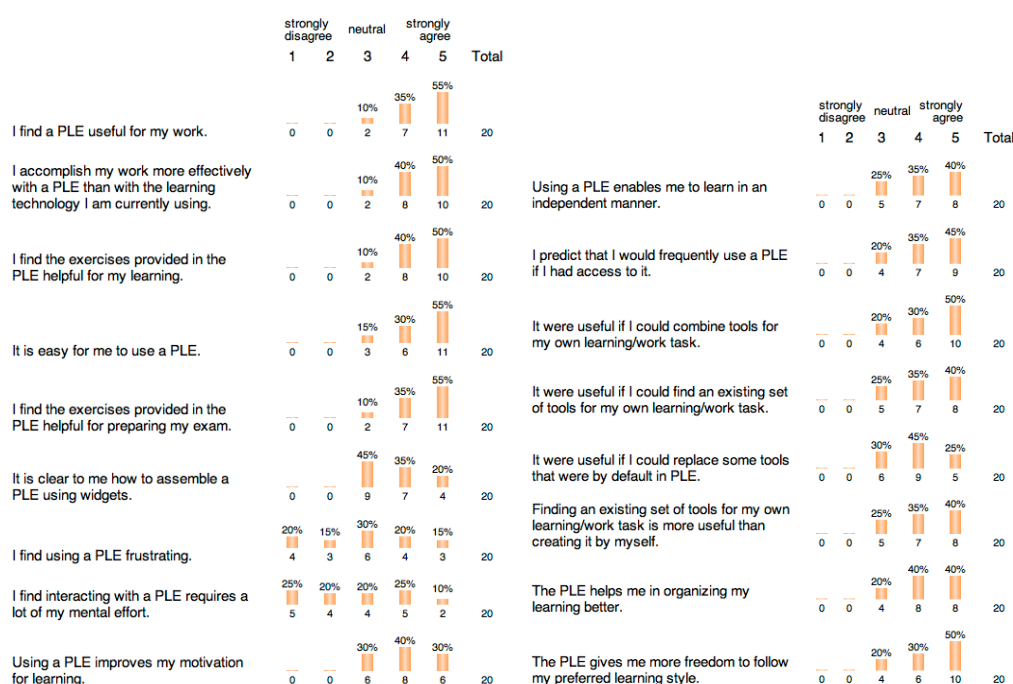 strongly disagree neutral strongly agree
1 2 3 4 5 Total
55%
35%
10%
I find a PLE useful for my work. 0 0 2 7 11 20
I accomplish my work more effectively
with a PLE than with the learning
technology I am currently using.
10% 40% 50%
0 0 2 8 10 20
I find the exercises provided in the
PLE helpful for my learning.
10% 40% 50%
0 0 2 8 10 20
15% 30% 55%
It is easy for me to use a PLE. 0 0 3 6 11 20
I find the exercises provided in the
PLE helpful for preparing my exam.
10% 35% 55%
0 0 2 7 11 20
It is clear to me how to assemble a
PLE using widgets.
45% 35% 20%
0 0 9 7 4 20
20% 15% 30% 20% 15%
I find using a PLE frustrating. 4 3 6 4 3 20
I find interacting with a PLE requires a
lot of my mental effort.
25% 20% 20% 25% 10%
5 4 4 5 2 20
Using a PLE improves my motivation
for learning.
30% 40% 30%
0 0 6 8 6 20
strongly disagree neutral strongly agree
1 2 3 4 5 Total
Using a PLE enables me to learn in an
independent manner.
25% 35% 40%
0 0 5 7 8 20
I predict that I would frequently use a PLE
if I had access to it.
20% 35% 45%
0 0 4 7 9 20
It were useful if I could combine tools for
my own learning/work task.
20% 30% 50%
0 0 4 6 10 20
It were useful if I could find an existing set
of tools for my own learning/work task.
25% 35% 40%
0 0 5 7 8 20
It were useful if I could replace some tools
that were by default in PLE.
30% 45% 25%
0 0 6 9 5 20
Finding an existing set of tools for my own
learning/work task is more useful than
creating it by myself.
25% 35% 40%
0 0 5 7 8 20
The PLE helps me in organizing my
learning better.
20% 40% 40%
0 0 4 8 8 20
The PLE gives me more freedom to follow
my preferred learning style.
20% 30% 50%
0 0 4 6 10 20